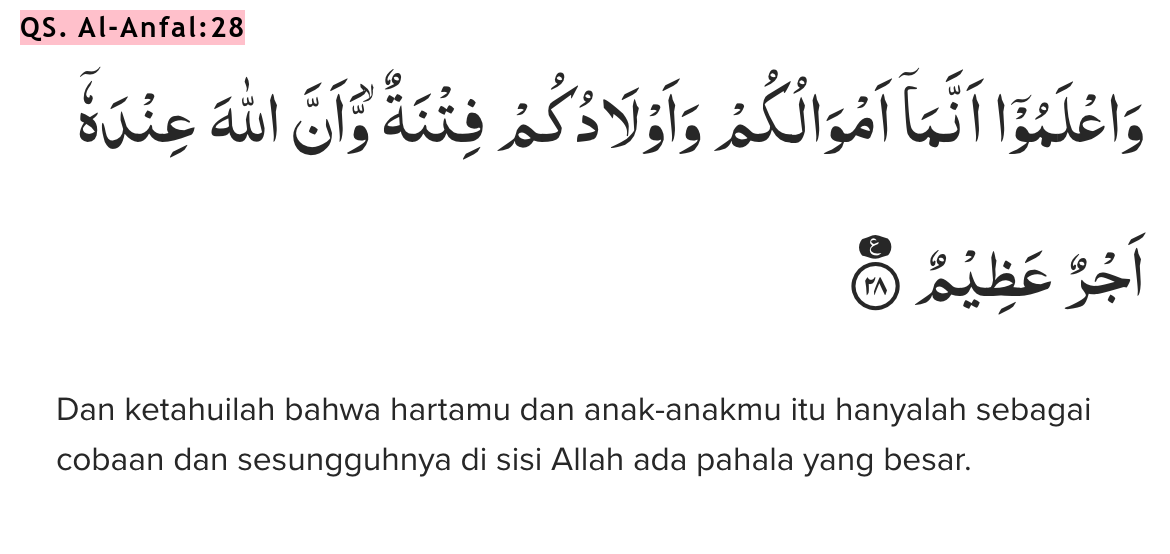 QS. Al-Anfal:28
وَاعْلَمُوْٓا اَنَّمَآ اَمْوَالُكُمْ وَاَوْلَادُكُمْ فِتْنَةٌ ۙوَّاَنَّ اللّٰهَ عِنْدَهٗٓ
اَجْرٌ عَظِيْمٌ ࣖ ٢٨
Dan ketahuilah bahwa hartamu dan anak-anakmu itu hanyalah sebagai
cobaan dan sesungguhnya di sisi Allah ada pahala yang besar.